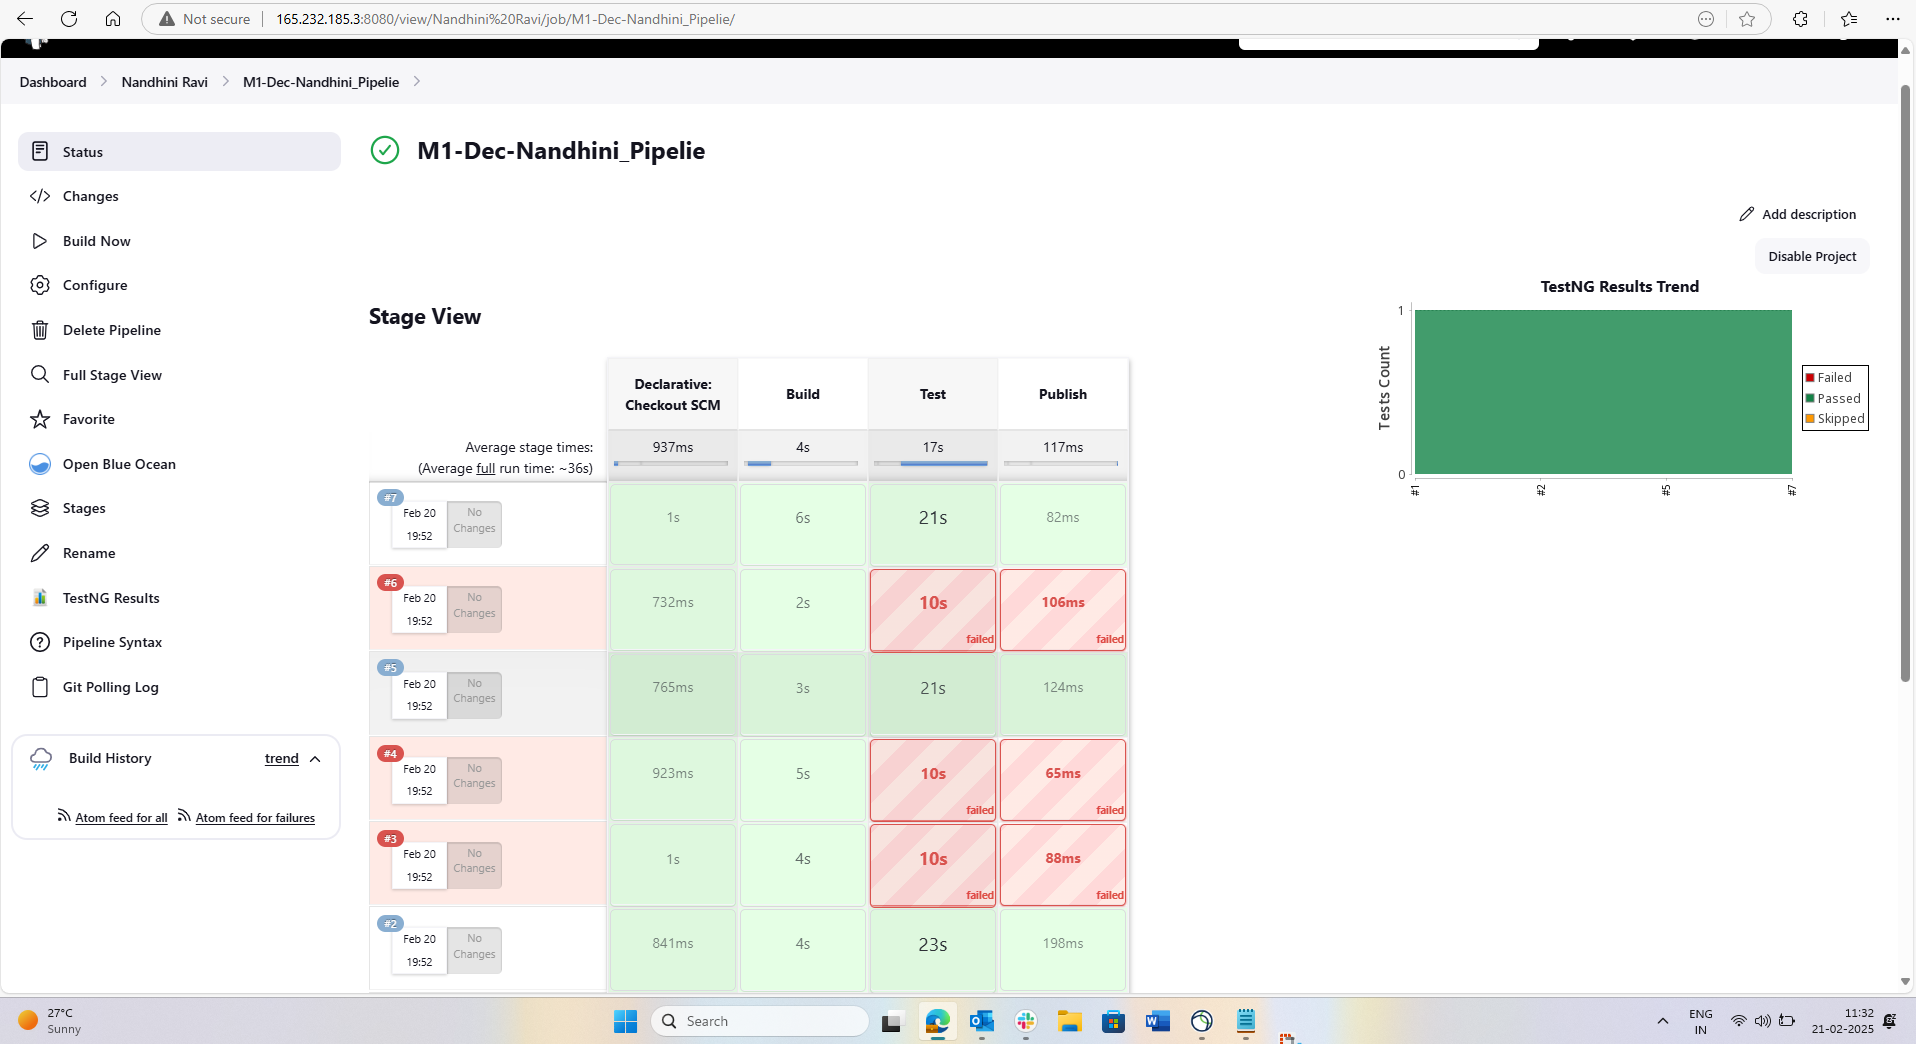 Not secure
165.232.185.3:8080/view/Nandhini%20Ravi/job/M1-Dec-Nandhini_Pipelie/
Dashboard
Nandhini Ravi
M1-Dec-Nandhini_Pipelie
Status
Changes
Build Now
Configure
Delete Pipeline
Full Stage View
Favorite
Open Blue Ocean
Stages
Rename
TestNG Results
Pipeline Syntax
Git Polling Log
Build History
trend
Atom feed for all
Atom feed for failures
M1-Dec-Nandhini_Pipelie
Add description
Disable Project
Stage View
Declarative:
Checkout SCM
Build
Test
Publish
Average stage times:
(Average full run time: ~36s)
937ms
4s
17s
117ms
#7
Feb 20
19:52
No
Changes
1s
6s
21s
82ms
#6
Feb 20
19:52
No
Changes
732ms
2s
10s
failed
106ms
failed
#5
Feb 20
19:52
No
Changes
765ms
3s
21s
124ms
#4
Feb 20
19:52
No
Changes
923ms
5s
10s
failed
65ms
failed
#3
Feb 20
19:52
No
Changes
1s
4s
10s
failed
88ms
failed
#2
Feb 20
19:52
No
Changes
841ms
4s
23s
198ms
TestNG Results Trend
Tests Count
1
0
#1
#2
#5
#7
Failed
Passed
Skipped
27°C
Sunny
Search
ENG
IN
11:32
21-02-2025